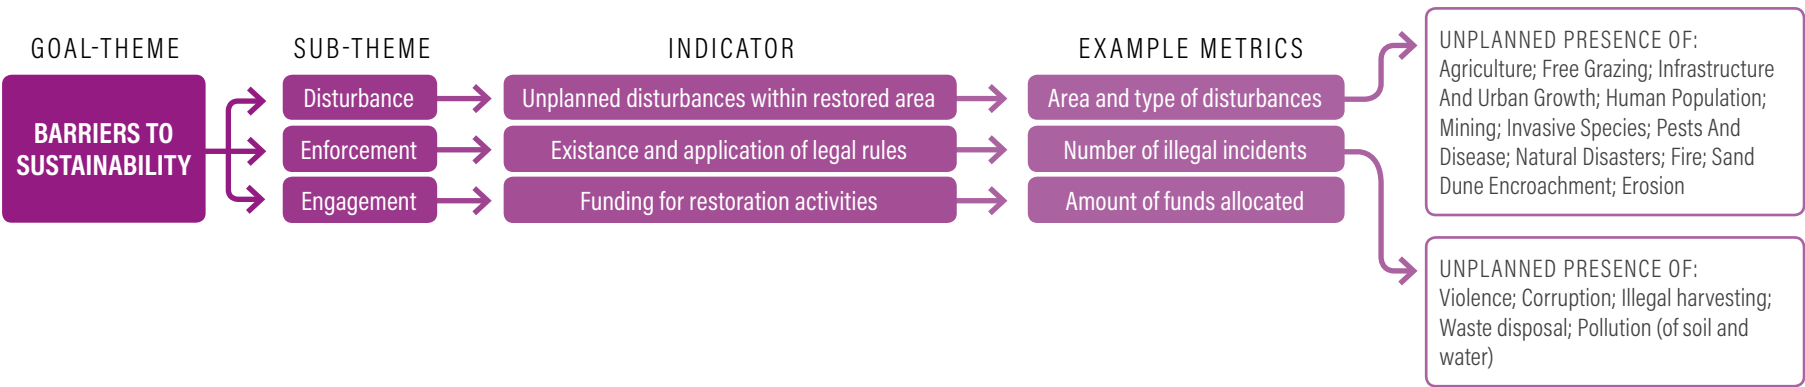 GOAL-THEME
SUB-THEME
INDICATOR
EXAMPLE METRICS
BARRIERS TO
SUSTAINABILITY
Disturbance
Unplanned disturbances within restored area
Area and type of disturbances
Enforcement
Existance and application of legal rules
Number of illegal incidents
Engagement
Funding for restoration activities
Amount of funds allocated
UNPLANNED PRESENCE OF:
Agriculture; Free Grazing; Infrastructure
And Urban Growth; Human Population;
Mining; Invasive Species; Pests And
Disease; Natural Disasters; Fire; Sand
Dune Encroachment; Erosion
UNPLANNED PRESENCE OF:
Violence; Corruption; Illegal harvesting;
Waste disposal; Pollution (of soil and
water)